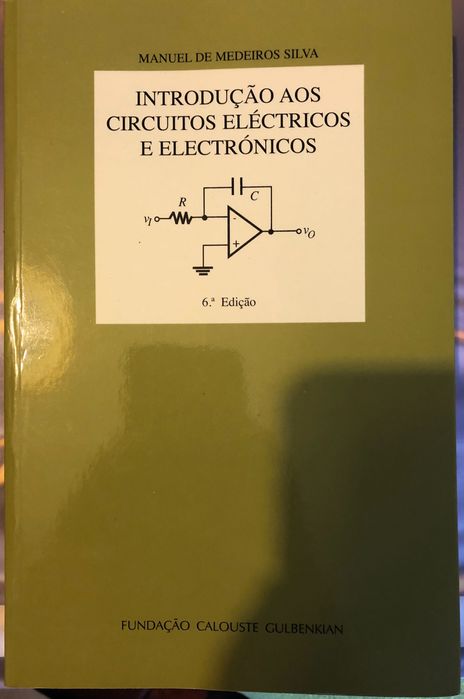 MANUEL DE MEDEIROS SILVA
INTRODUÇÃO AOS
CIRCUITOS ELÉCTRICOS
E ELECTRÓNICOS
R
C
vI
-
+
vO
6.ª Edição
FUNDAÇÃO CALOUSTE GULBENKIAN